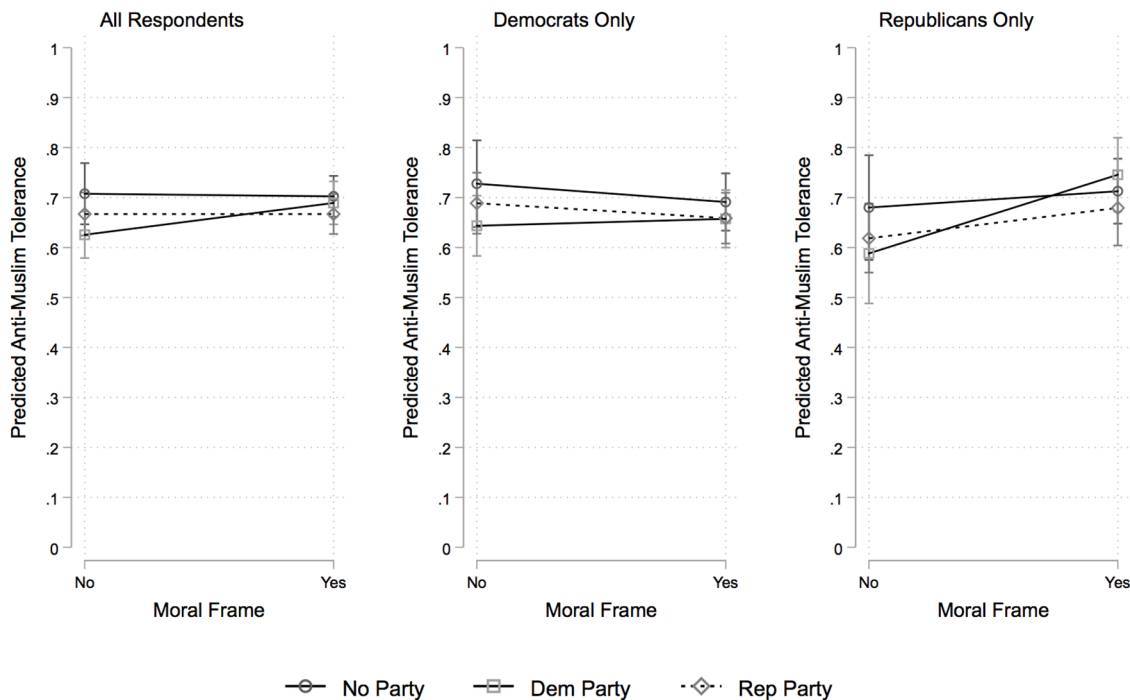 All Respondents
1
.9
.8
.7
.6
.5
.4
.3
.2
.1
0
Predicted Anti-Muslim Tolerance
No
Yes
Moral Frame
Democrats Only
1
.9
.8
.7
.6
.5
.4
.3
.2
.1
0
Predicted Anti-Muslim Tolerance
No
Yes
Moral Frame
Republicans Only
1
.9
.8
.7
.6
.5
.4
.3
.2
.1
0
Predicted Anti-Muslim Tolerance
No
Yes
Moral Frame
No Party
Dem Party
Rep Party